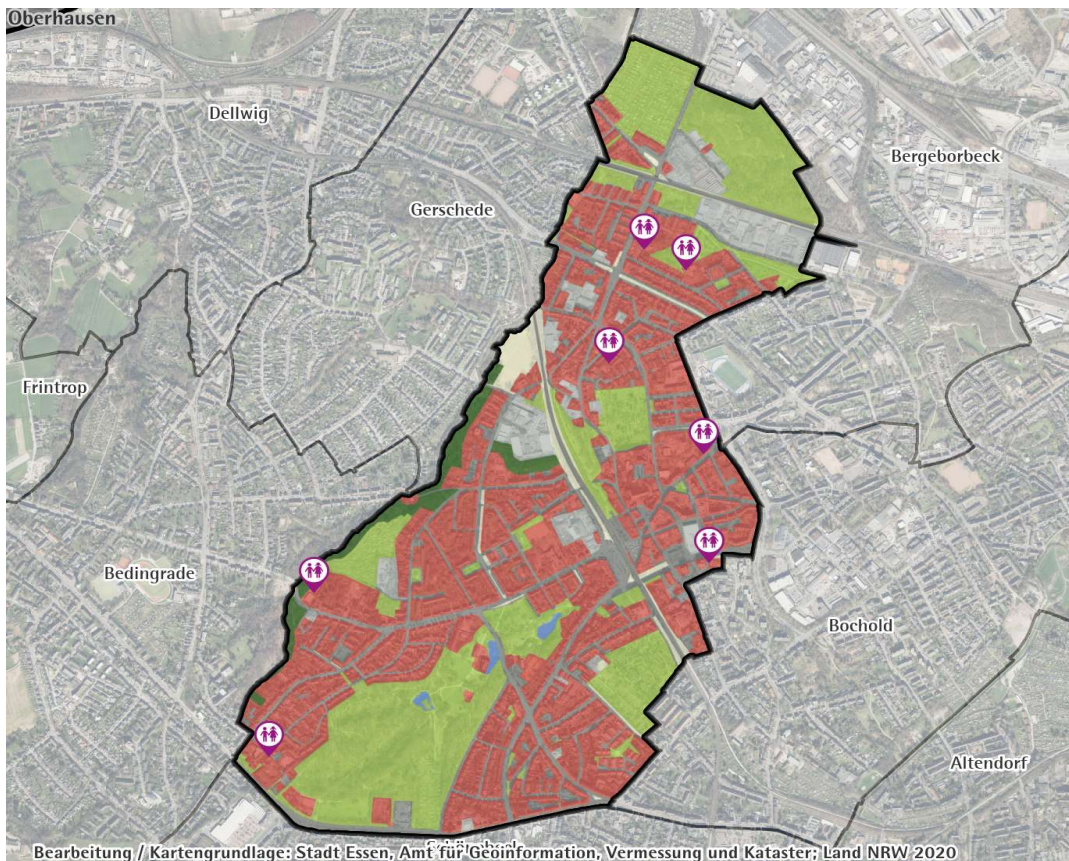 Oberhausen
Dellwig
Bergeborbeck
Gerschede
Frintrop
Bedingrade
Bochold
Altendorf
Bearbeitung / Kartengrundlage: Stadt Essen, Amt für Geoinformation, Vermessung und Kataster; Land NRW 2020